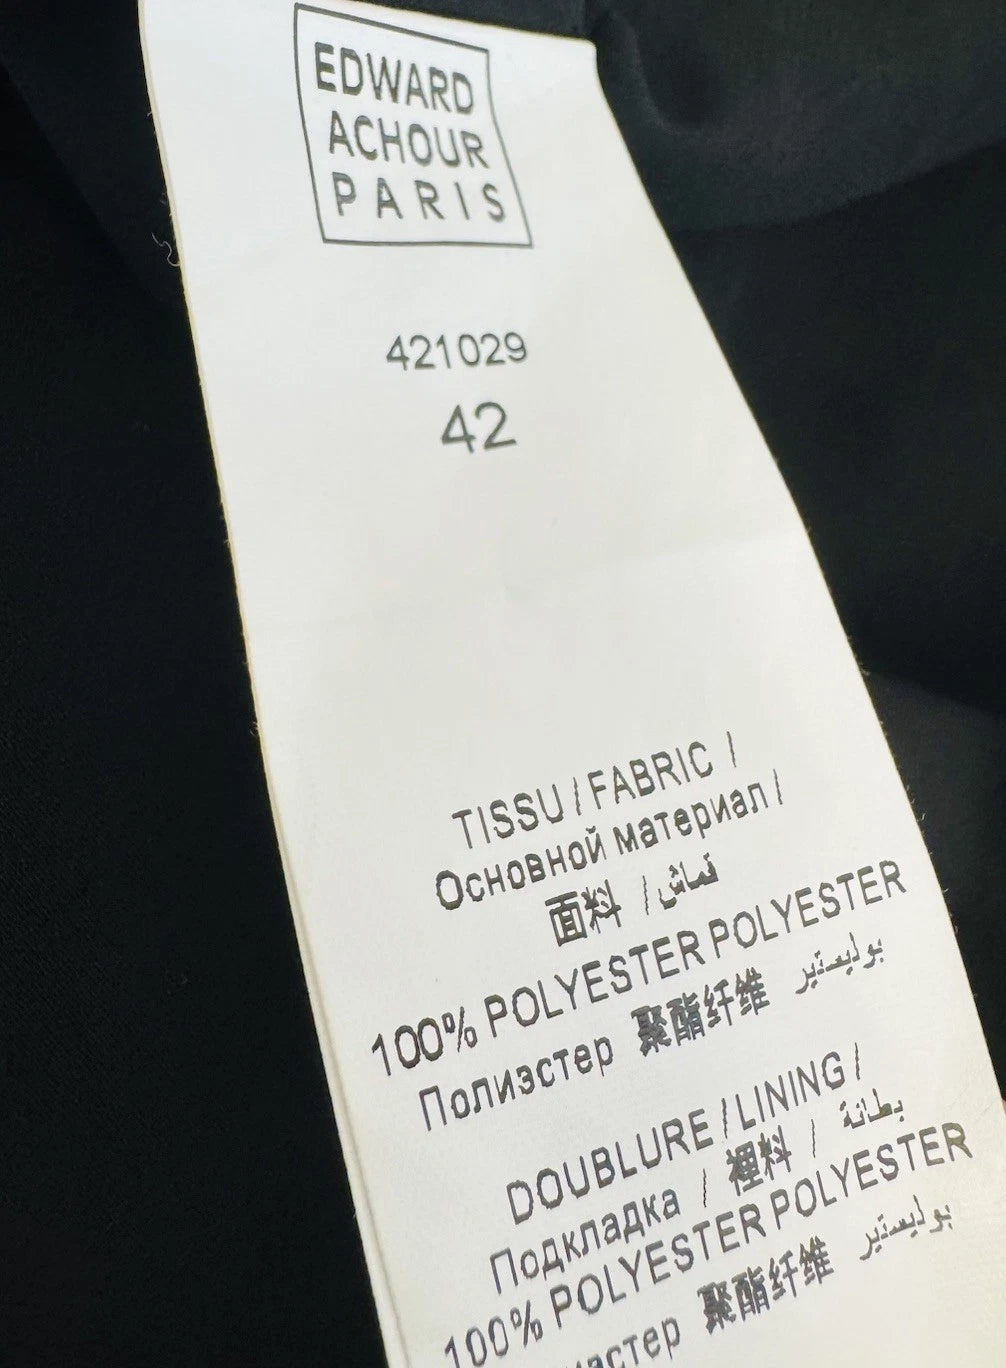 EDWARD
ACHOUR
PARIS
421029
42
TISSU / FABRIC /
Основной материал /
面料 / قماش
100% POLYESTER POLYESTER
Полиэстер 聚酯纤维 بوليستير
DOUBLURE / LINING /
Подкладка / 裡料 / بطانة
100% POLYESTER POLYESTER
聚酯纤维 بوليستير